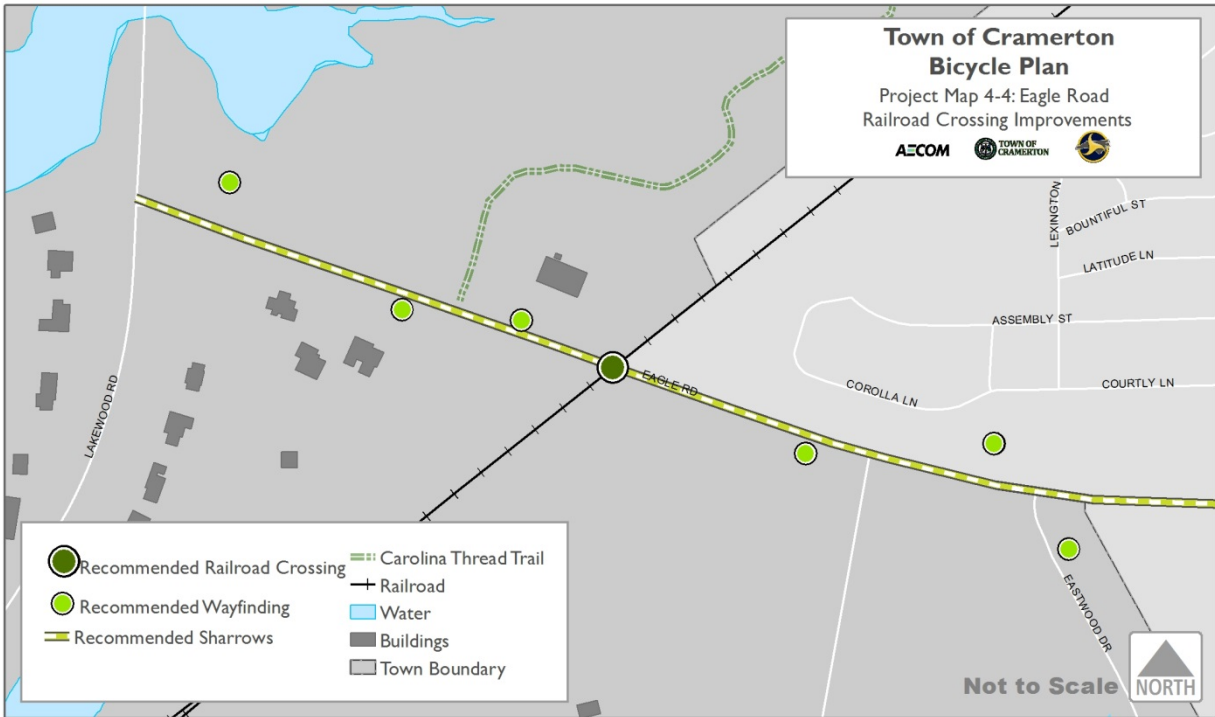 Town of Cramerton
Bicycle Plan
Project Map 4-4: Eagle Road
Railroad Crossing Improvements
AECOM
TOWN OF
CRAMERTON
LEXINGTON
BOUNTIFUL ST
LATITUDE LN
ASSEMBLY ST
COROLLA LN
COURTLY LN
EAGLE RD
LAKEWOOD RD
EASTWOOD DR
Recommended Railroad Crossing
Recommended Wayfinding
Recommended Sharrows
Carolina Thread Trail
Railroad
Water
Buildings
Town Boundary
Not to Scale
NORTH